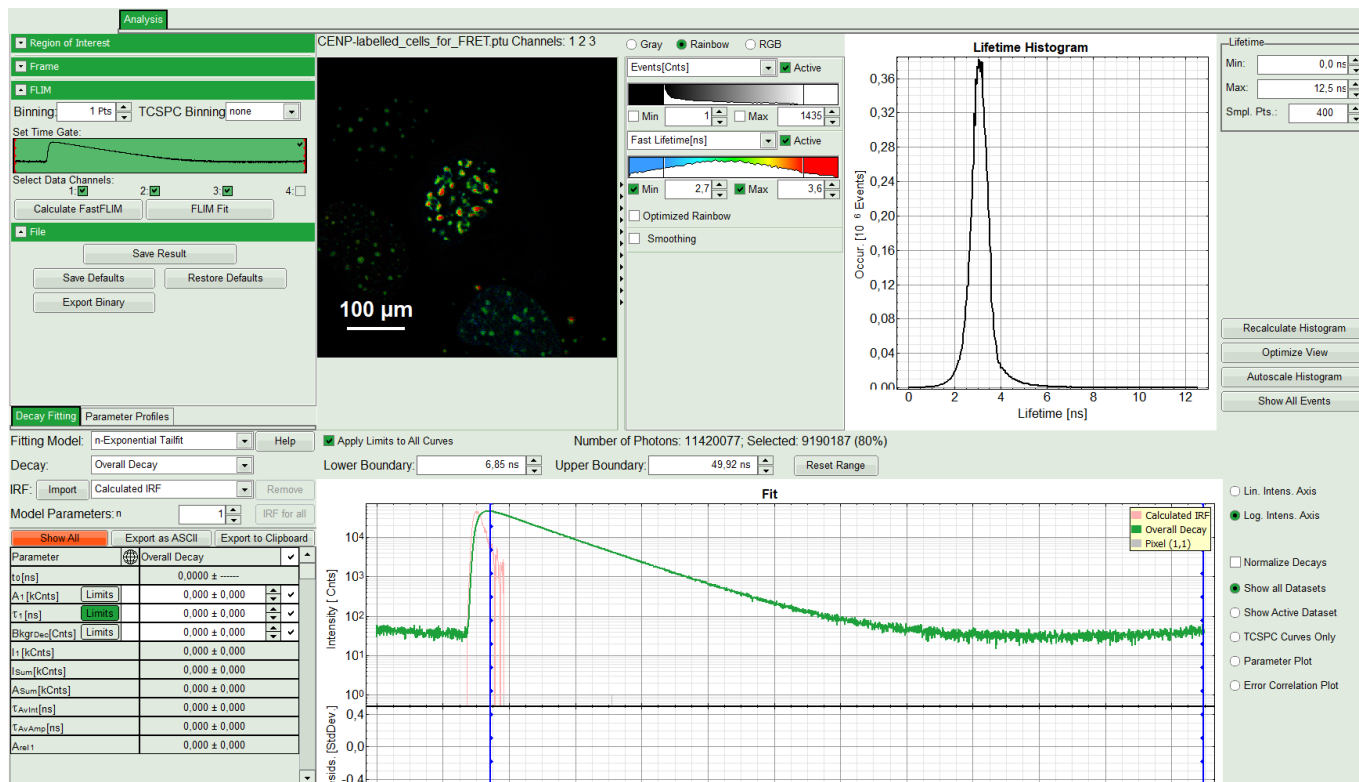 Analysis
Region of Interest
Frame
FLIM
Binning: 1 Pts TCSPC Binning none
Set Time Gate:
Select Data Channels:
1: 2: 3: 4:
Calculate FastFLIM FLIM Fit
File
Save Result
Save Defaults Restore Defaults
Export Binary
CENP-labelled_cells_for_FRET.ptu Channels: 1 2 3
100 µm
Gray Rainbow RGB
Events[Cnts] Active
Min 1 Max 1435
Fast Lifetime[ns] Active
Min 2,7 Max 3,6
Optimized Rainbow
Smoothing
Lifetime Histogram
Occur. [10 6 Events]
0,36
0,28
0,24
0,20
0,16
0,12
0,08
0,04
0,00
0 2 4 6 8 10 12
Lifetime [ns]
Lifetime
Min: 0,0 ns
Max: 12,5 ns
Smpl. Pts.: 400
Recalculate Histogram
Optimize View
Autoscale Histogram
Show All Events
Decay Fitting Parameter Profiles
Fitting Model: n-Exponential Tailfit Help
Decay: Overall Decay
IRF: Import Calculated IRF Remove
Model Parameters: n 1 IRF for all
Show All Export as ASCII Export to Clipboard
Parameter Overall Decay
t0[ns] 0,0000 ± ------
A1[kCnts] Limits 0,000 ± 0,000
τ1[ns] Limits 0,000 ± 0,000
BkgrDec[Cnts] Limits 0,000 ± 0,000
I1[kCnts] 0,000 ± 0,000
ISum[kCnts] 0,000 ± 0,000
ASum[kCnts] 0,000 ± 0,000
τAvInt[ns] 0,000 ± 0,000
τAvAmp[ns] 0,000 ± 0,000
Arel1 0,000 ± 0,000
Apply Limits to All Curves Number of Photons: 11420077; Selected: 9190187 (80%)
Lower Boundary: 6,85 ns Upper Boundary: 49,92 ns Reset Range
Fit
Intensity [ Cnts]
10⁴
10³
10²
10¹
10⁰
Calculated IRF
Overall Decay
Pixel (1,1)
[StdDev.]
0,4
0,0
-0,4
Lin. Intens. Axis
Log. Intens. Axis
Normalize Decays
Show all Datasets
Show Active Dataset
TCSPC Curves Only
Parameter Plot
Error Correlation Plot